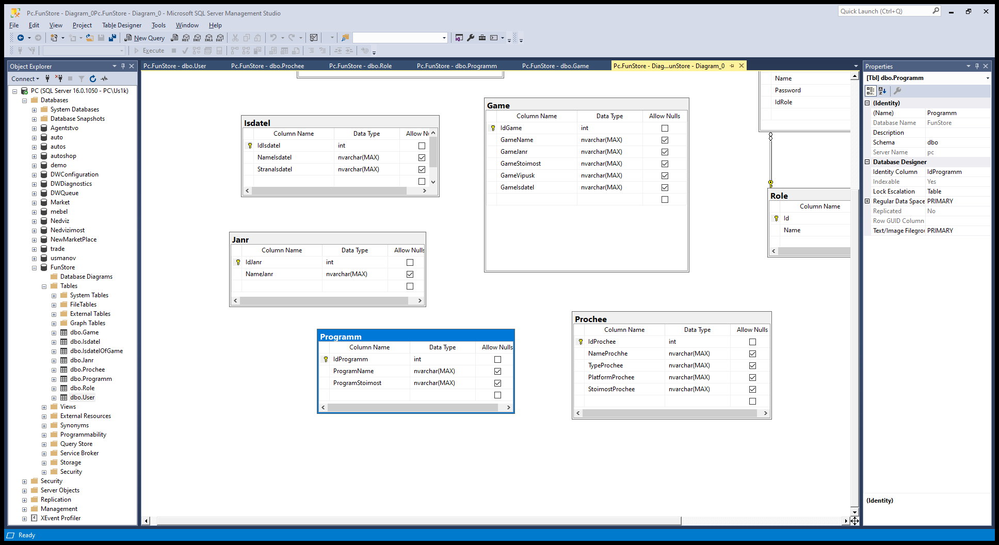 Pc.FunStore - Diagram_0Pc.FunStore - Diagram_0 - Microsoft SQL Server Management Studio
Quick Launch (Ctrl+Q)
File Edit View Project Table Designer Tools Window Help
New Query
MDX DMX XMLA DAX
Execute
Object Explorer
Connect
PC (SQL Server 16.0.1050 - PC\Us1k)
Databases
System Databases
Database Snapshots
Agentstvo
auto
autos
autoshop
demo
DWConfiguration
DWDiagnostics
DWQueue
Market
mebel
Nedviz
Nedvizimost
NewMarketPlace
trade
usmanov
FunStore
Database Diagrams
Tables
System Tables
FileTables
External Tables
Graph Tables
dbo.Game
dbo.Isdatel
dbo.IsdatelOfGame
dbo.Janr
dbo.Prochee
dbo.Programm
dbo.Role
dbo.User
Views
External Resources
Synonyms
Programmability
Query Store
Service Broker
Storage
Security
Security
Server Objects
Replication
Management
XEvent Profiler
Pc.FunStore - dbo.User Pc.FunStore - dbo.Prochee Pc.FunStore - dbo.Role Pc.FunStore - dbo.Programm Pc.FunStore - dbo.Game Pc.FunStore - Diag...unStore - Diagram_0
Isdatel
Column Name Data Type Allow Nu
IdIsdatel int
NameIsdatel nvarchar(MAX)
StranaIsdatel nvarchar(MAX)
Game
Column Name Data Type Allow Nulls
IdGame int
GameName nvarchar(MAX)
GameJanr nvarchar(MAX)
GameStoimost nvarchar(MAX)
GameVipusk nvarchar(MAX)
GameIsdatel nvarchar(MAX)
Name
Password
IdRole
Role
Column Name
Id
Name
Janr
Column Name Data Type Allow Nulls
IdJanr int
NameJanr nvarchar(MAX)
Programm
Column Name Data Type Allow Nulls
IdProgramm int
ProgramName nvarchar(MAX)
ProgramStoimost nvarchar(MAX)
Prochee
Column Name Data Type Allow Nulls
IdProchee int
NameProchhe nvarchar(MAX)
TypeProchee nvarchar(MAX)
PlatformProchee nvarchar(MAX)
StoimostProchee nvarchar(MAX)
Properties
[Tbl] dbo.Programm
(Identity)
(Name) Programm
Database Name FunStore
Description
Schema dbo
Server Name pc
Database Designer
Identity Column IdProgramm
Indexable Yes
Lock Escalation Table
Regular Data Space PRIMARY
Replicated No
Row GUID Column
Text/Image Filegrou PRIMARY
(Identity)
Ready